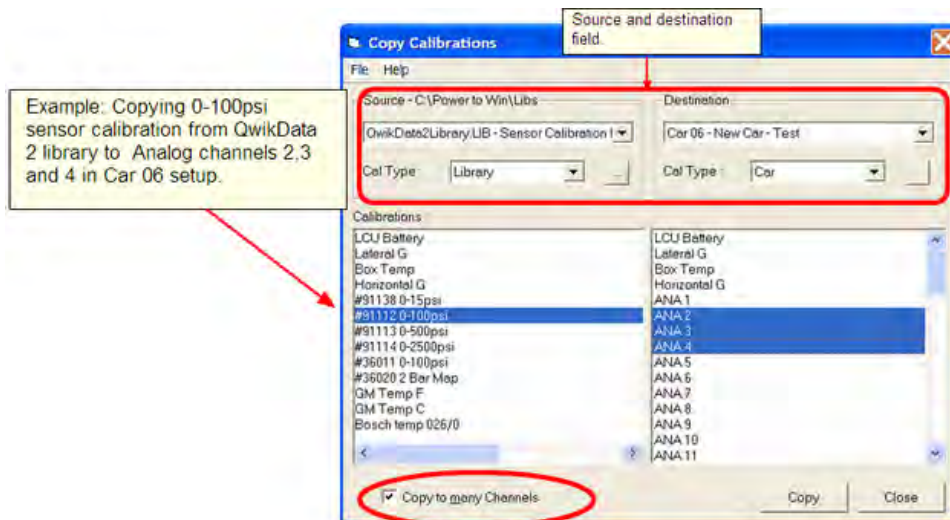 Source and destination
field.
Copy Calibrations
File Help
Example: Copying 0-100psi
sensor calibration from QwikData
2 library to Analog channels 2,3
and 4 in Car 06 setup.
Source - C:\Power to Win\Libs
Destination
QwikData2Library.LIB - Sensor Calibration
Car 06 - New Car - Test
Cal Type
Library
...
Cal Type
Car
Calibrations
LCU Battery
Lateral G
Box Temp
Horizontal G
#91138 0-15psi
#91112 0-100psi
#91113 0-500psi
#91114 0-2500psi
#36011 0-100psi
#36020 2 Bar Map
GM Temp F
GM Temp C
Bosch temp 026/0
LCU Battery
Lateral G
Box Temp
Horizontal G
ANA 1
ANA 2
ANA 3
ANA 4
ANA 5
ANA 6
ANA 7
ANA 8
ANA 9
ANA 10
ANA 11
Copy to many Channels
Copy
Close